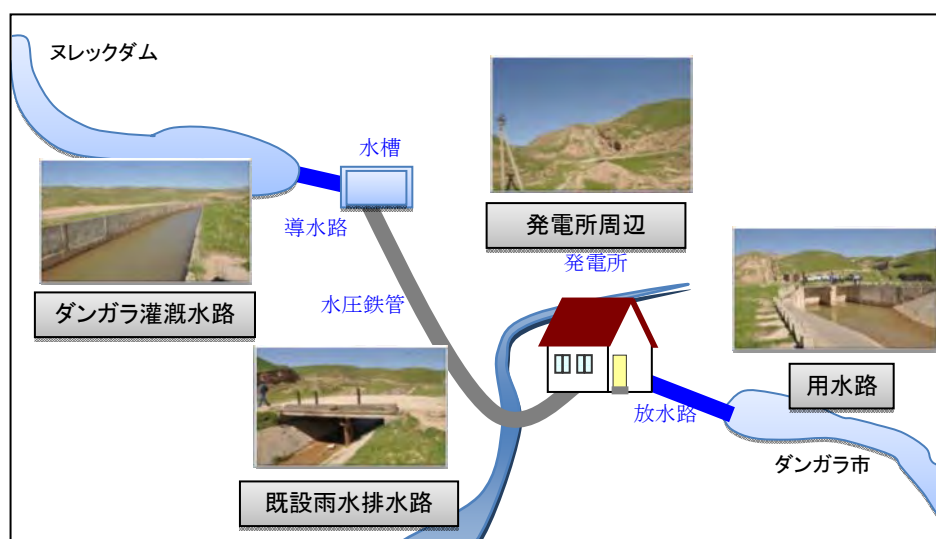 ヌレックダム
水槽
導水路
発電所周辺
発電所
ダンガラ灌漑水路
水圧鉄管
用水路
放水路
ダンガラ市
既設雨水排水路